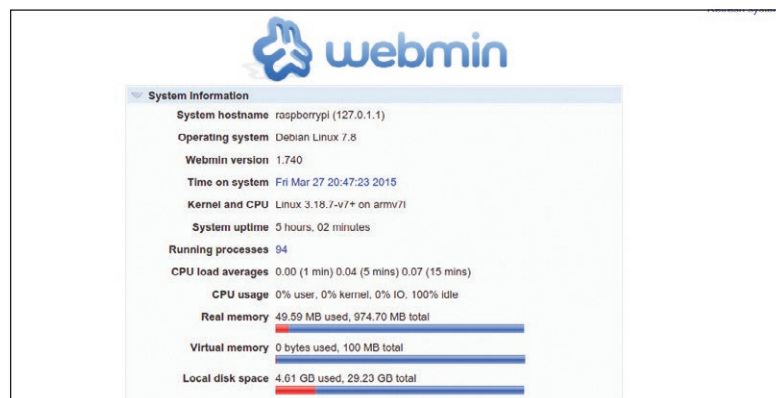 webmin
System Information
System hostname raspberrypi (127.0.1.1)
Operating system Debian Linux 7.8
Webmin version 1.740
Time on system Fri Mar 27 20:47:23 2015
Kernel and CPU Linux 3.18.7-v7+ on armv7l
System uptime 5 hours, 02 minutes
Running processes 94
CPU load averages 0.00 (1 min) 0.04 (5 mins) 0.07 (15 mins)
CPU usage 0% user, 0% kernel, 0% IO, 100% idle
Real memory 49.59 MB used, 974.70 MB total
Virtual memory 0 bytes used, 100 MB total
Local disk space 4.61 GB used, 29.23 GB total